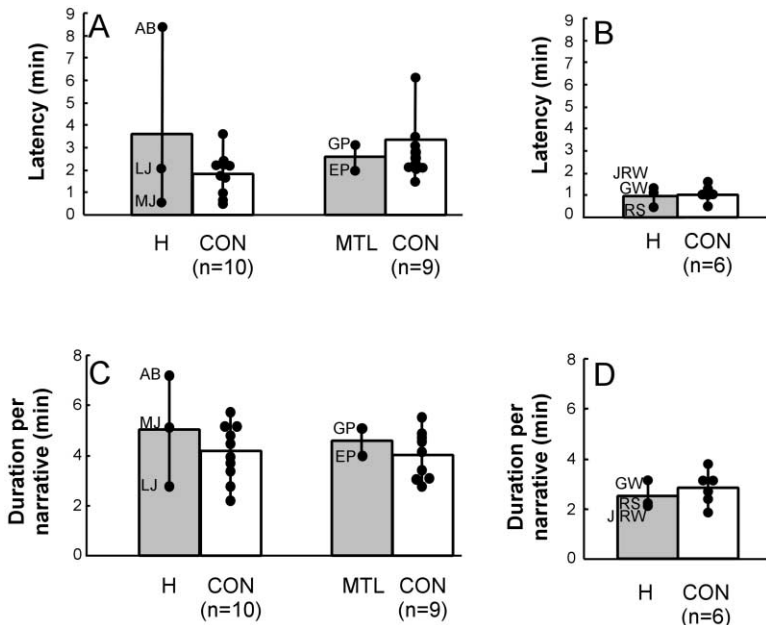 A
Latency (min)
9
8
7
6
5
4
3
2
1
0
AB
LJ
MJ
GP
EP
H CON MTL CON
(n=10) (n=9)
B
Latency (min)
9
8
7
6
5
4
3
2
1
0
JRW
GW
RS
H CON
(n=6)
C
Duration per
narrative (min)
8
6
4
2
0
AB
MJ
LJ
GP
EP
H CON MTL CON
(n=10) (n=9)
D
Duration per
narrative (min)
8
6
4
2
0
GW
RS
JRW
H CON
(n=6)